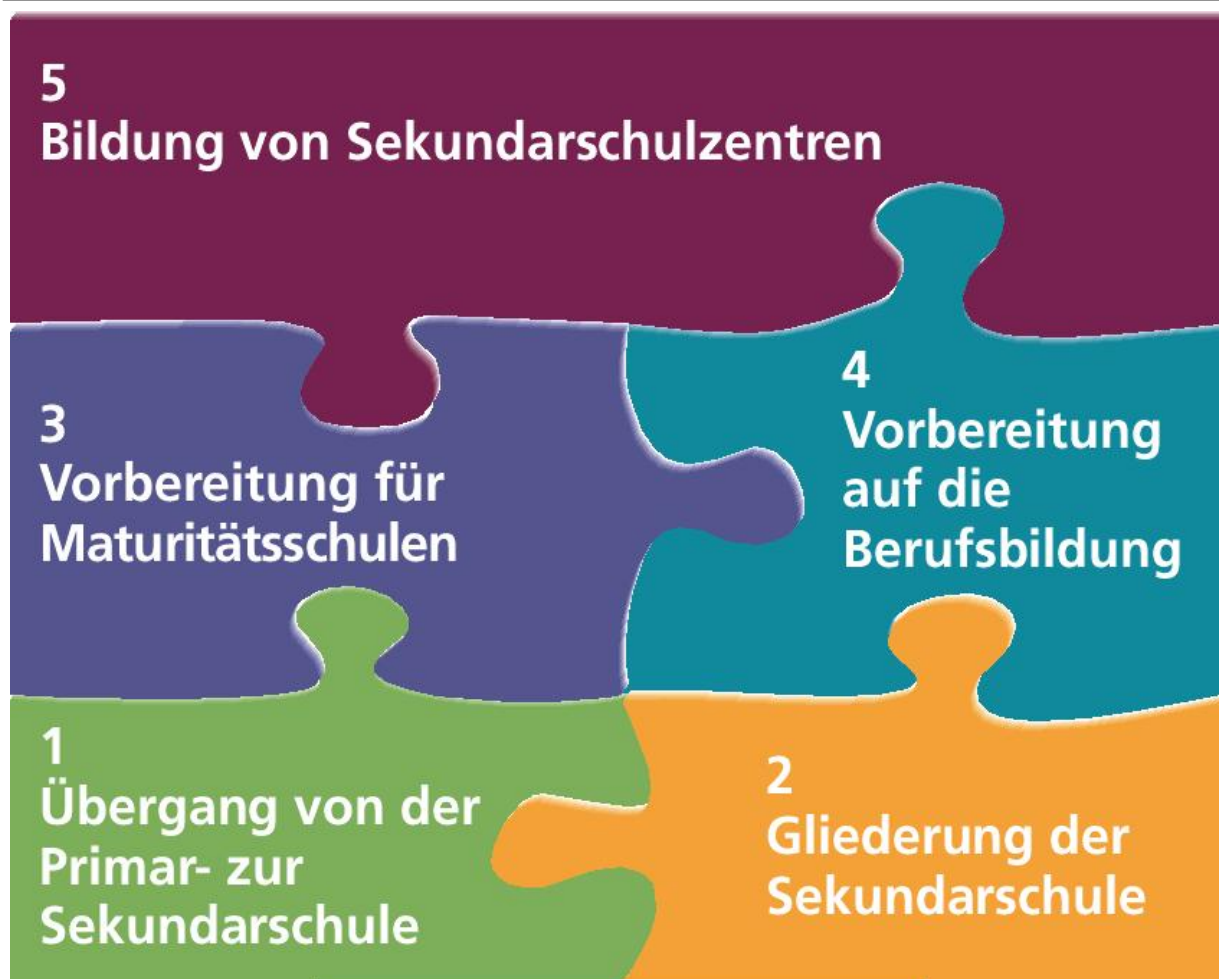 5
Bildung von Sekundarschulzentren
3
Vorbereitung für
Maturitätsschulen
4
Vorbereitung
auf die
Berufsbildung
1
Übergang von der
Primar- zur
Sekundarschule
2
Gliederung der
Sekundarschule